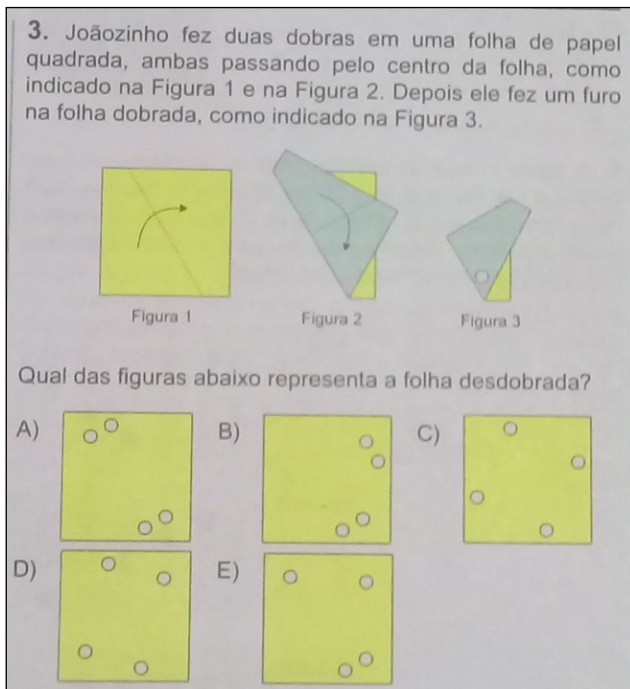 3. Joãozinho fez duas dobras em uma folha de papel
quadrada, ambas passando pelo centro da folha, como
indicado na Figura 1 e na Figura 2. Depois ele fez um furo
na folha dobrada, como indicado na Figura 3.
Figura 1 Figura 2 Figura 3
Qual das figuras abaixo representa a folha desdobrada?
A) B) C)
D) E)